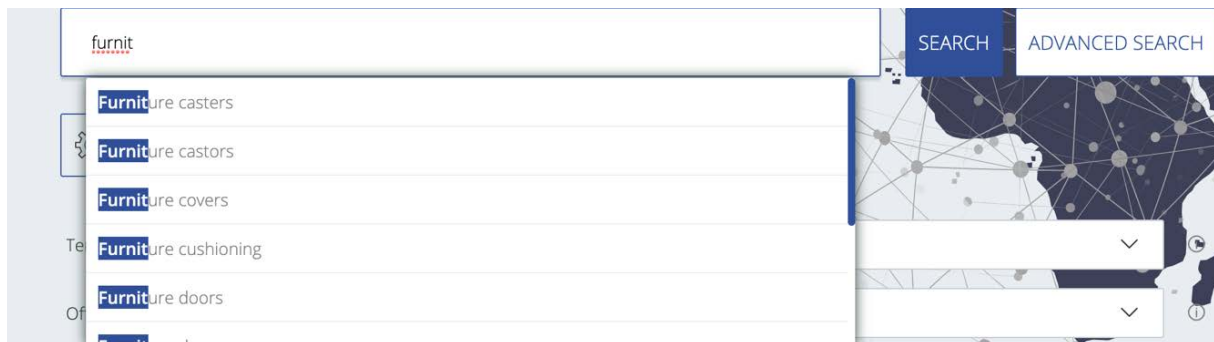 furnit
SEARCH
ADVANCED SEARCH
Furniture casters
Furniture castors
Furniture covers
Furniture cushioning
Furniture doors